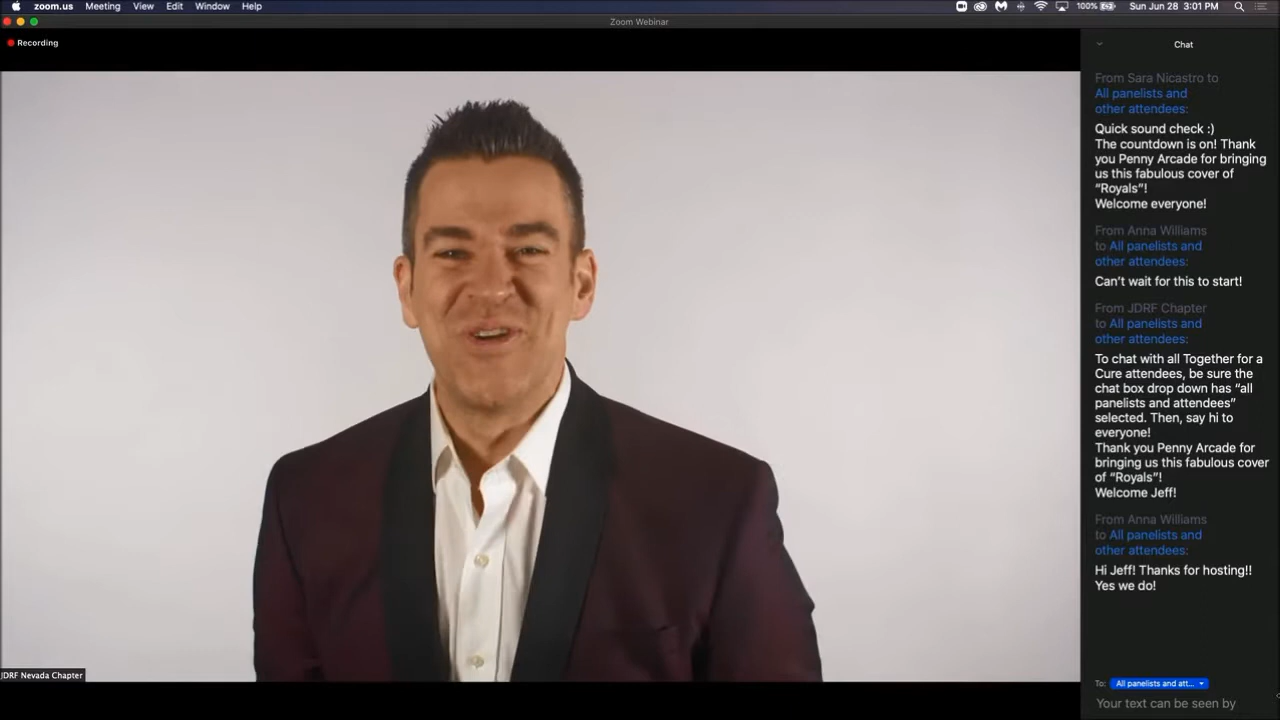 zoom.us Meeting View Edit Window Help 100% Sun Jun 28 3:01 PM
Zoom Webinar
Recording
Chat
From Sara Nicastro to
All panelists and
other attendees:
Quick sound check :)
The countdown is on! Thank
you Penny Arcade for bringing
us this fabulous cover of
“Royals”!
Welcome everyone!
From Anna Williams
to All panelists and
other attendees:
Can’t wait for this to start!
From JDRF Chapter
to All panelists and
other attendees:
To chat with all Together for a
Cure attendees, be sure the
chat box drop down has “all
panelists and attendees”
selected. Then, say hi to
everyone!
Thank you Penny Arcade for
bringing us this fabulous cover
of “Royals”!
Welcome Jeff!
From Anna Williams
to All panelists and
other attendees:
Hi Jeff! Thanks for hosting!!
Yes we do!
JDRF Nevada Chapter
To: All panelists and att...
Your text can be seen by